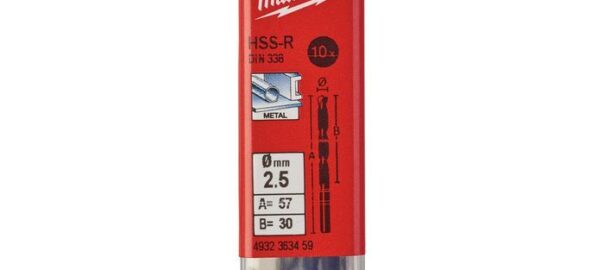 HSS-R
DIN 338
10x
METAL
Ø
B
A
Ømm
2.5
A= 57
B= 30
4932 3634 59